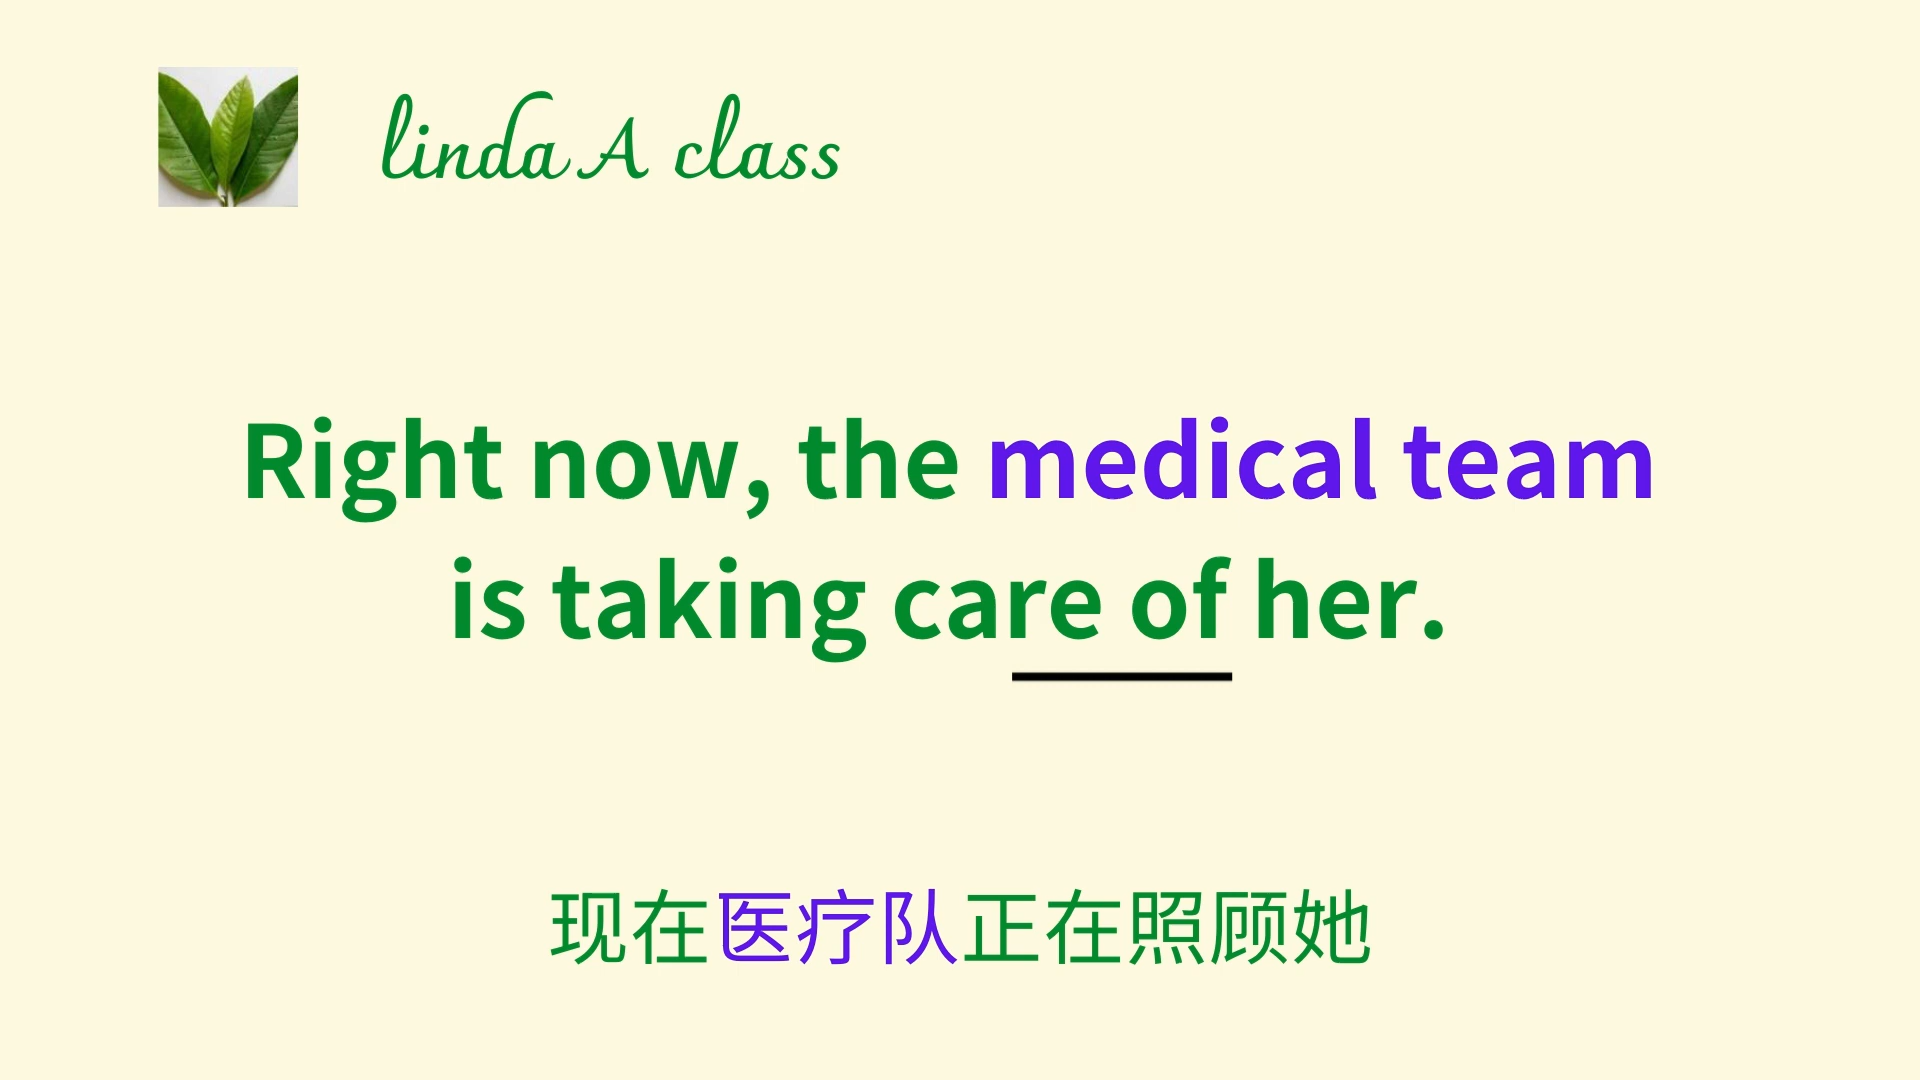 linda A class
Right now, the medical team
is taking care of her.
现在医疗队正在照顾她